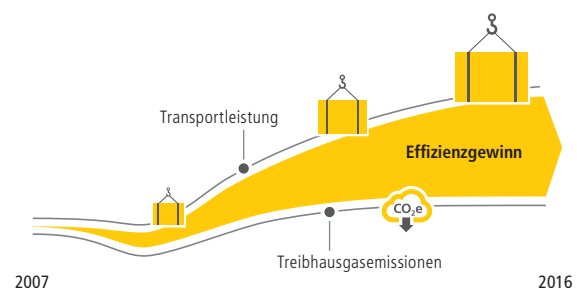 Transportleistung
Effizienzgewinn
CO₂e
Treibhausgasemissionen
2007
2016